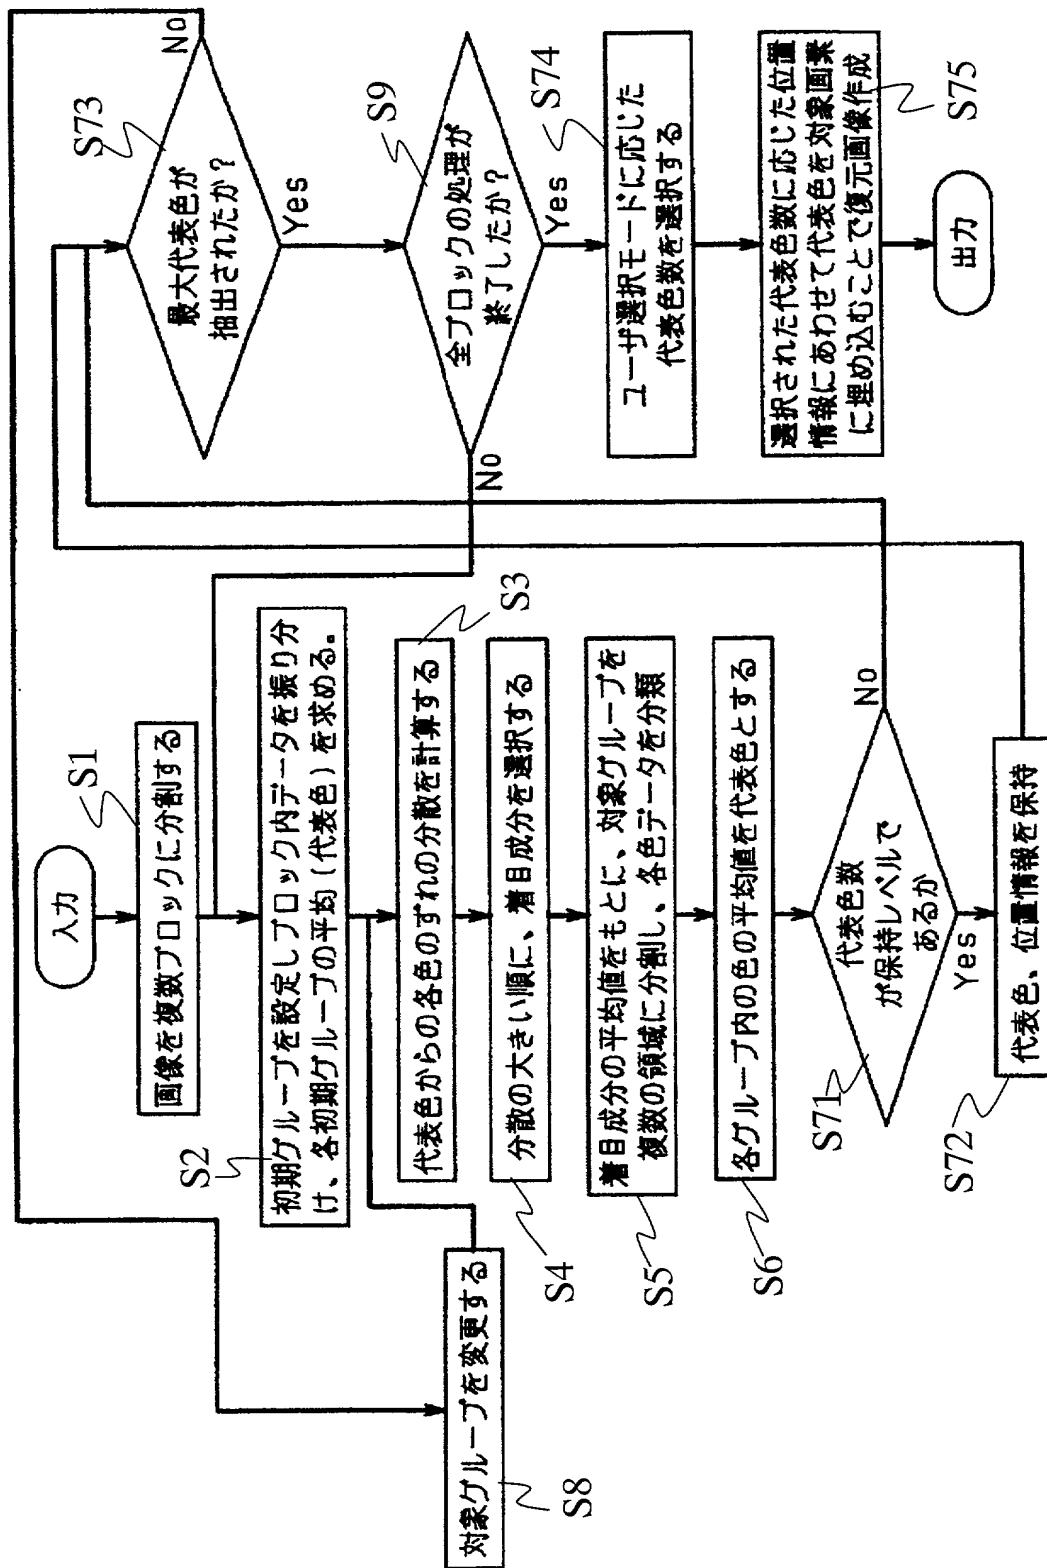 入力
S1
画像を複数ブロックに分割する
S2
初期グループを設定しブロック内データを振り分
け、各初期グループの平均(代表色)を求める。
S3
代表色からの各色のずれの分散を計算する
S4
分散の大きい順に、着目成分を選択する
S5
着目成分の平均値をもとに、対象グループを
複数の領域に分割し、各色データを分類
S6
各グループ内の色の平均値を代表色とする
S71
代表色数
が保持レベルで
あるか
No
Yes
S72
代表色、位置情報を保持
S8
対象グループを変更する
S73
最大代表色が
抽出されたか?
No
Yes
S9
全ブロックの処理が
終了したか?
No
Yes
S74
ユーザ選択モードに応じた
代表色数を選択する
選択された代表色数に応じた位置
情報にあわせて代表色を対象画素
に埋め込むことで復元画像作成
S75
出力